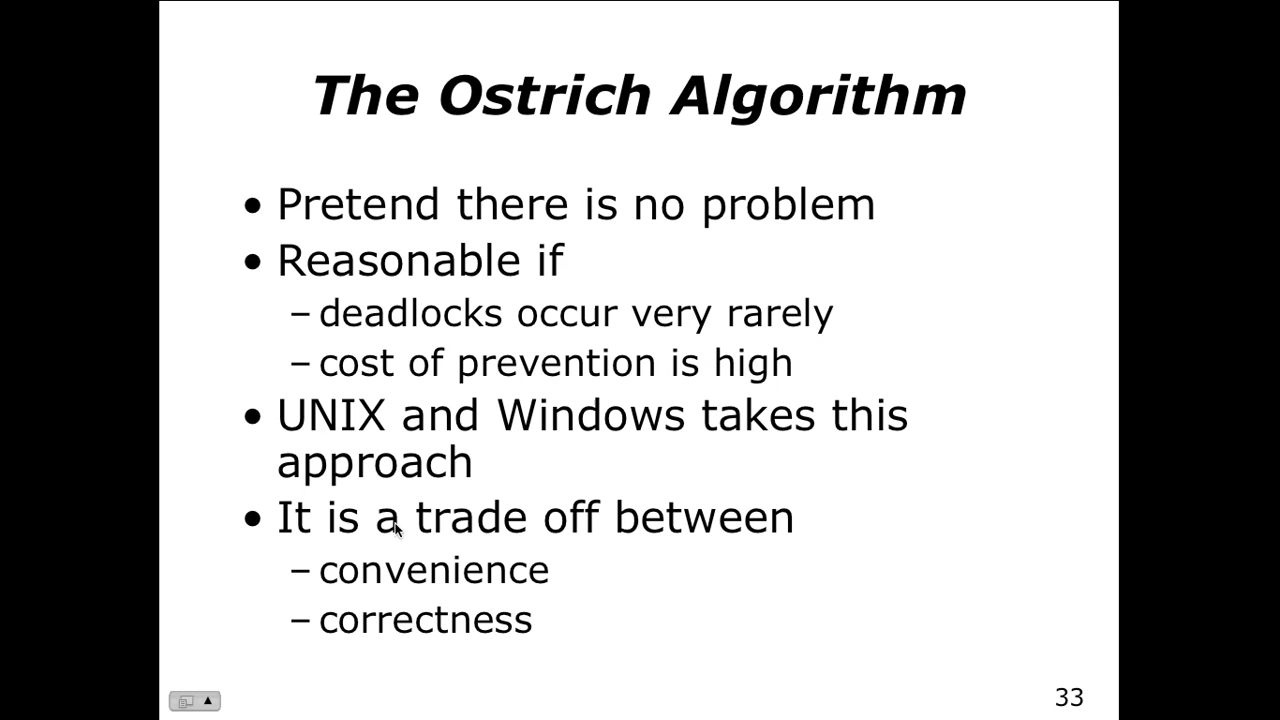 The Ostrich Algorithm
• Pretend there is no problem
• Reasonable if
– deadlocks occur very rarely
– cost of prevention is high
• UNIX and Windows takes this
approach
• It is a trade off between
– convenience
– correctness
33